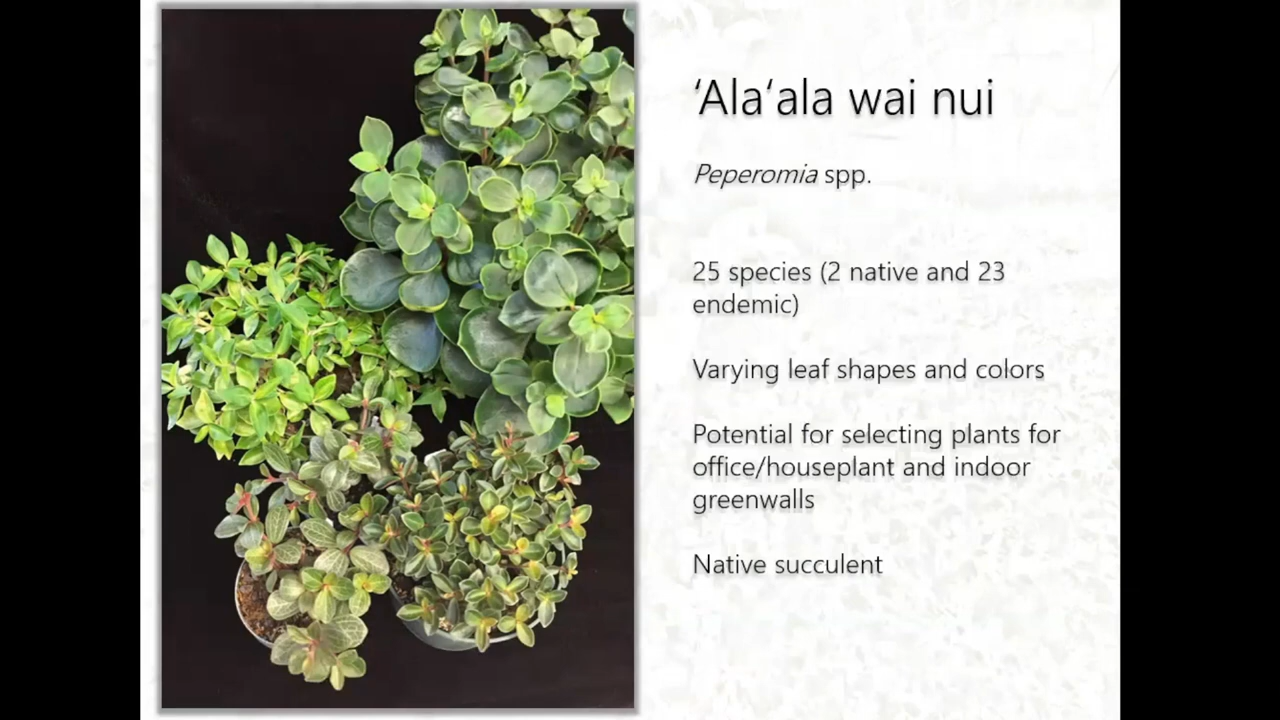 ʻAlaʻala wai nui
Peperomia spp.
25 species (2 native and 23
endemic)
Varying leaf shapes and colors
Potential for selecting plants for
office/houseplant and indoor
greenwalls
Native succulent